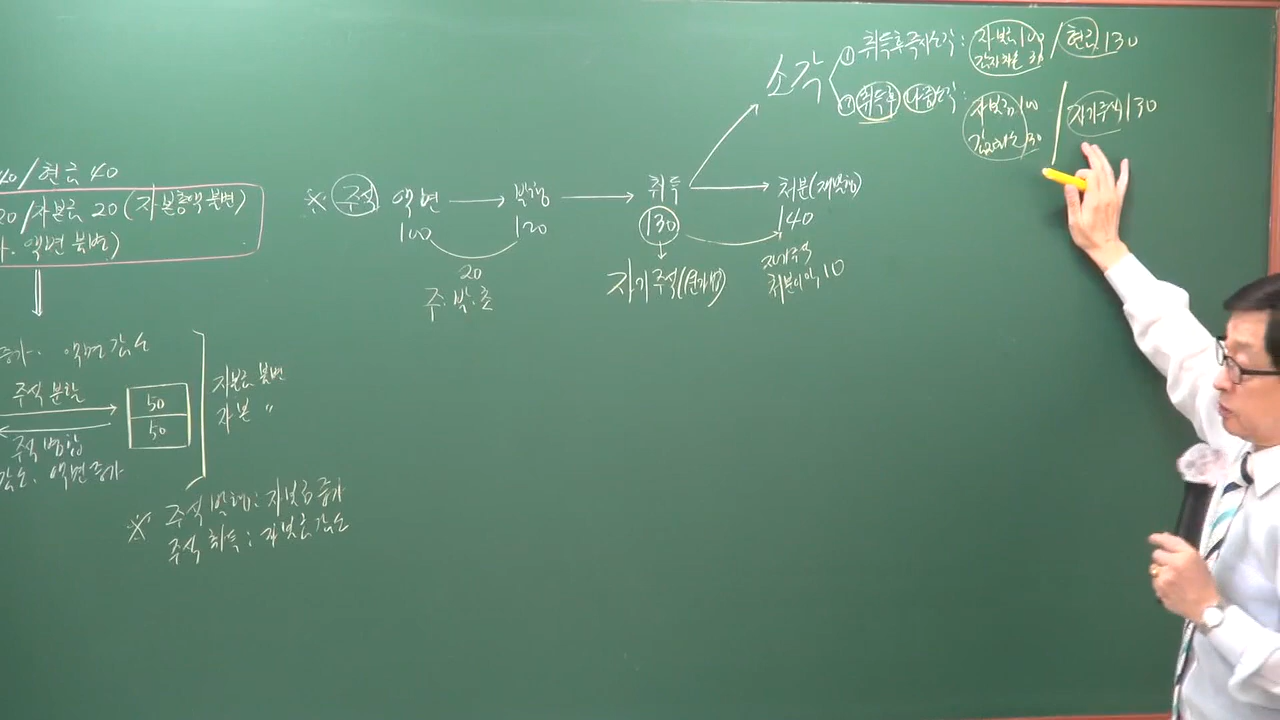 40/현금 40
20/자본금 20 (자본총액 불변)
액면 불변)
증가. 액면 감소
주식 분할
50
50
주식 병합
감소. 액면 증가
자본금 불변
자본 "
※ 주식 발행: 자본금 증가
주식 취득: 자본금 감소
※ 주식 액면 → 발행 → 취득 → 처분(재발행)
100 120 130 140
20
주.발.초
자기주식(원가법)
자기주식
처분이익 10
소각
① 취득후 즉시소각: 자본금 100 / 현금 130
감자차손 30
② 취득후 나중소각: 자본금 100 / 자기주식 130
감자차손 30